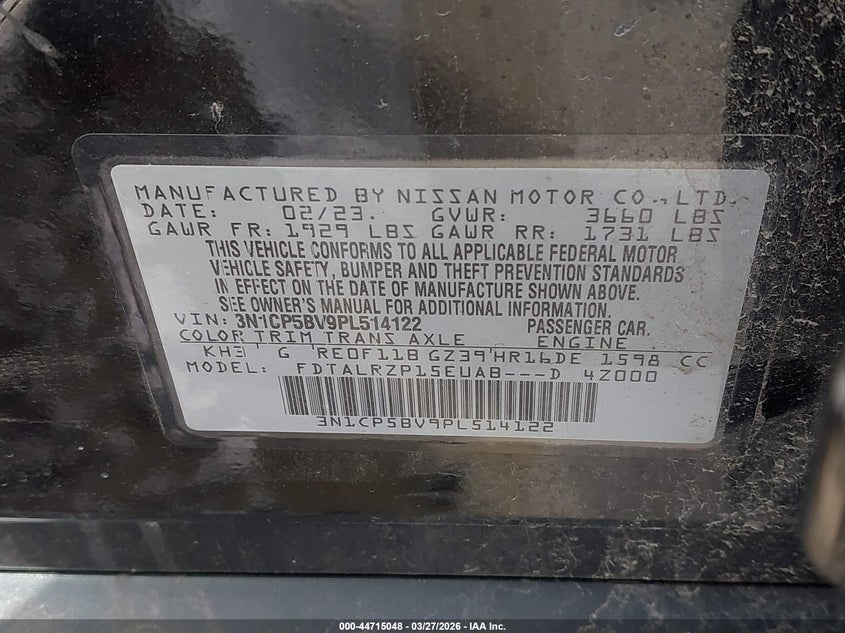 MANUFACTURED BY NISSAN MOTOR CO., LTD.
DATE: 02/23. GVWR: 3660 LBS
GAWR FR: 1929 LBS GAWR RR: 1731 LBS
THIS VEHICLE CONFORMS TO ALL APPLICABLE FEDERAL MOTOR
VEHICLE SAFETY, BUMPER AND THEFT PREVENTION STANDARDS
IN EFFECT ON THE DATE OF MANUFACTURE SHOWN ABOVE.
SEE OWNER'S MANUAL FOR ADDITIONAL INFORMATION.
VIN: 3N1CP5BV9PL514122 PASSENGER CAR.
COLOR TRIM TRANS AXLE ENGINE
G RE0F11B GZ39 HR16DE 1598 CC
MODEL: FDTALRZP15EUAB---D 4Z000
3N1CP5BV9PL514122
000-44715048 | 03/27/2026 - IAA Inc.